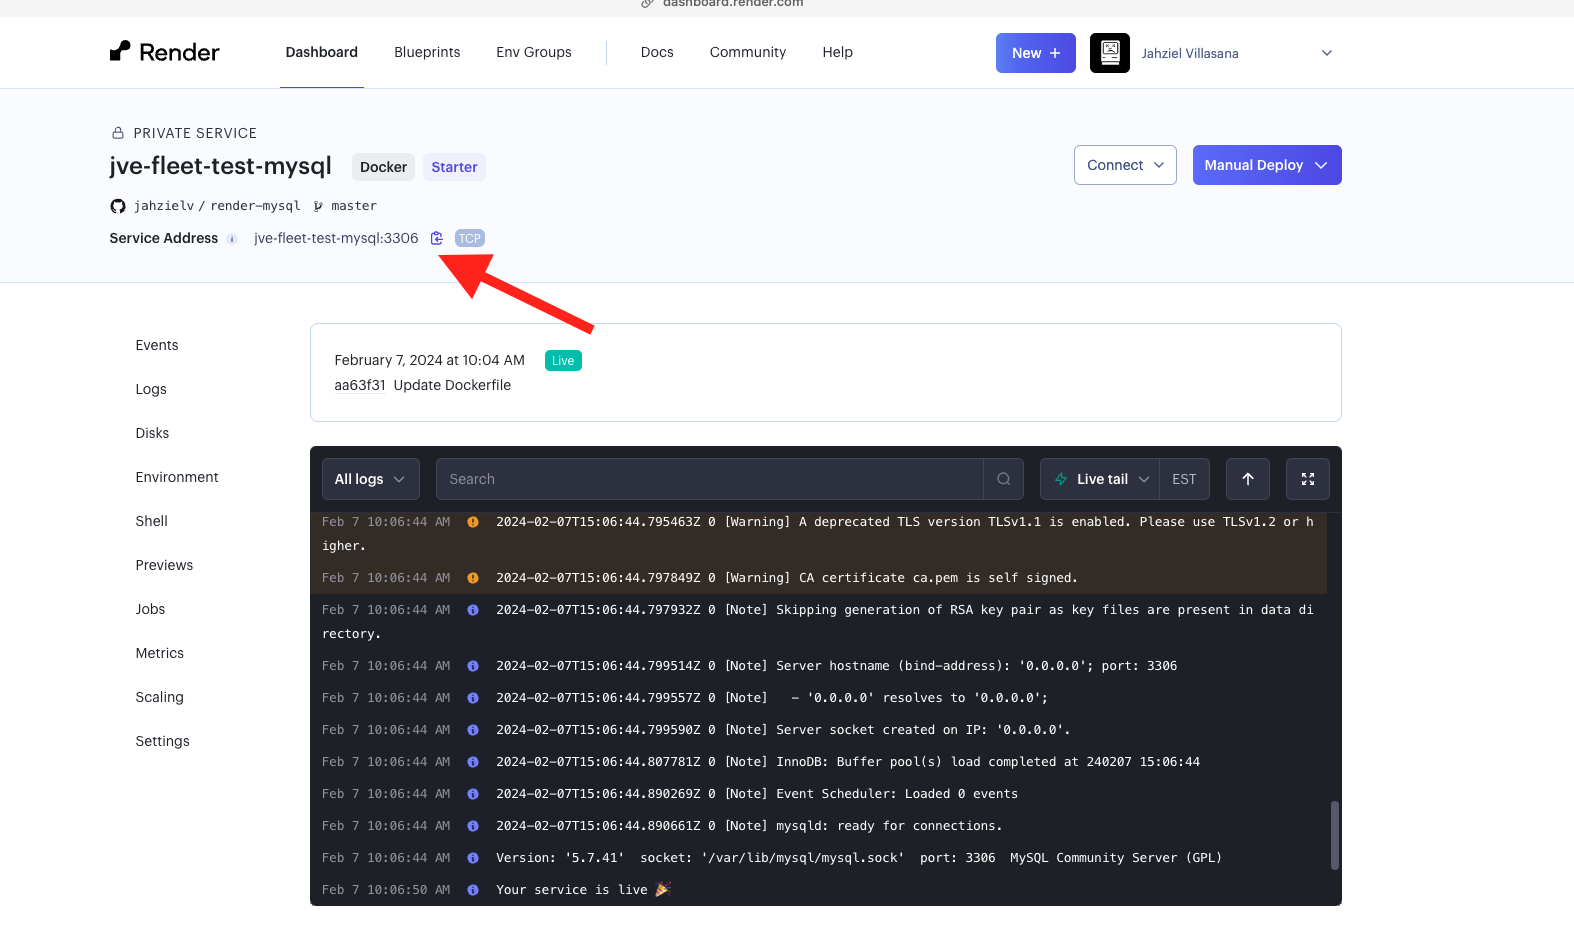 dashboard.render.com
Render Dashboard Blueprints Env Groups Docs Community Help New + Jahziel Villasana
PRIVATE SERVICE
jve-fleet-test-mysql Docker Starter Connect Manual Deploy
jahzielv / render-mysql master
Service Address i jve-fleet-test-mysql:3306 TCP
Events
Logs
Disks
Environment
Shell
Previews
Jobs
Metrics
Scaling
Settings
February 7, 2024 at 10:04 AM Live
aa63f31 Update Dockerfile
All logs Search Live tail EST
Feb 7 10:06:44 AM 2024-02-07T15:06:44.795463Z 0 [Warning] A deprecated TLS version TLSv1.1 is enabled. Please use TLSv1.2 or h
igher.
Feb 7 10:06:44 AM 2024-02-07T15:06:44.797849Z 0 [Warning] CA certificate ca.pem is self signed.
Feb 7 10:06:44 AM 2024-02-07T15:06:44.797932Z 0 [Note] Skipping generation of RSA key pair as key files are present in data di
rectory.
Feb 7 10:06:44 AM 2024-02-07T15:06:44.799514Z 0 [Note] Server hostname (bind-address): '0.0.0.0'; port: 3306
Feb 7 10:06:44 AM 2024-02-07T15:06:44.799557Z 0 [Note]   - '0.0.0.0' resolves to '0.0.0.0';
Feb 7 10:06:44 AM 2024-02-07T15:06:44.799590Z 0 [Note] Server socket created on IP: '0.0.0.0'.
Feb 7 10:06:44 AM 2024-02-07T15:06:44.807781Z 0 [Note] InnoDB: Buffer pool(s) load completed at 240207 15:06:44
Feb 7 10:06:44 AM 2024-02-07T15:06:44.890269Z 0 [Note] Event Scheduler: Loaded 0 events
Feb 7 10:06:44 AM 2024-02-07T15:06:44.890661Z 0 [Note] mysqld: ready for connections.
Feb 7 10:06:44 AM Version: '5.7.41'  socket: '/var/lib/mysql/mysql.sock'  port: 3306  MySQL Community Server (GPL)
Feb 7 10:06:50 AM Your service is live 🎉